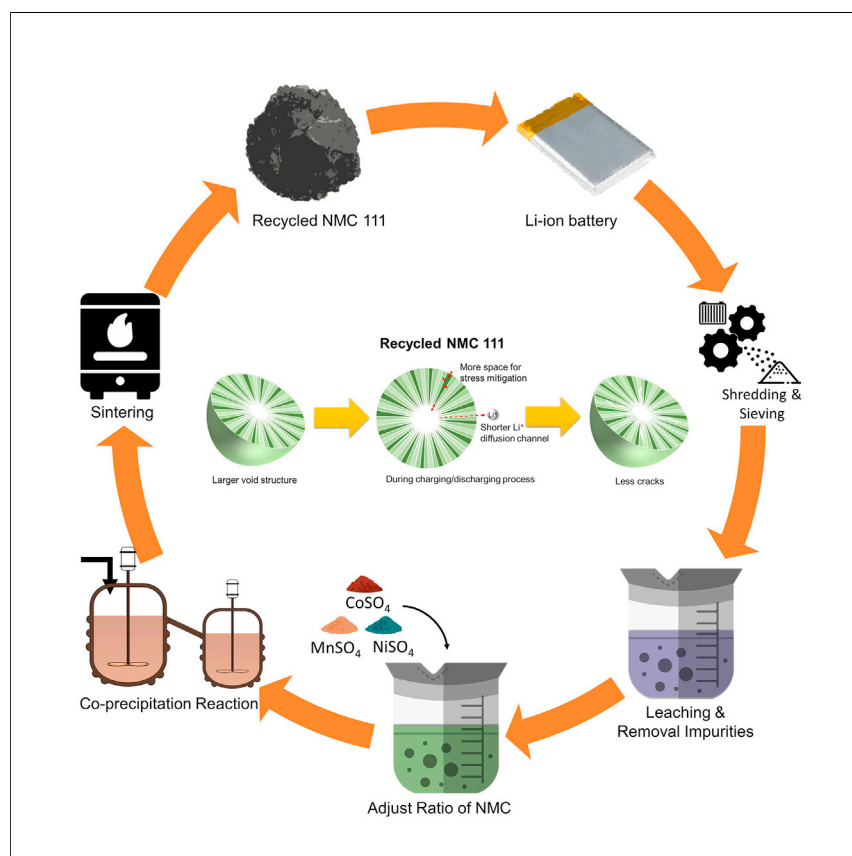 Recycled NMC 111
Li-ion battery
Shredding &
Sieving
Leaching &
Removal Impurities
CoSO₄
MnSO₄ NiSO₄
Adjust Ratio of NMC
Co-precipitation Reaction
Sintering
Recycled NMC 111
More space for
stress mitigation
Li⁺
Shorter Li⁺
diffusion channel
Larger void structure
During charging/discharging process
Less cracks